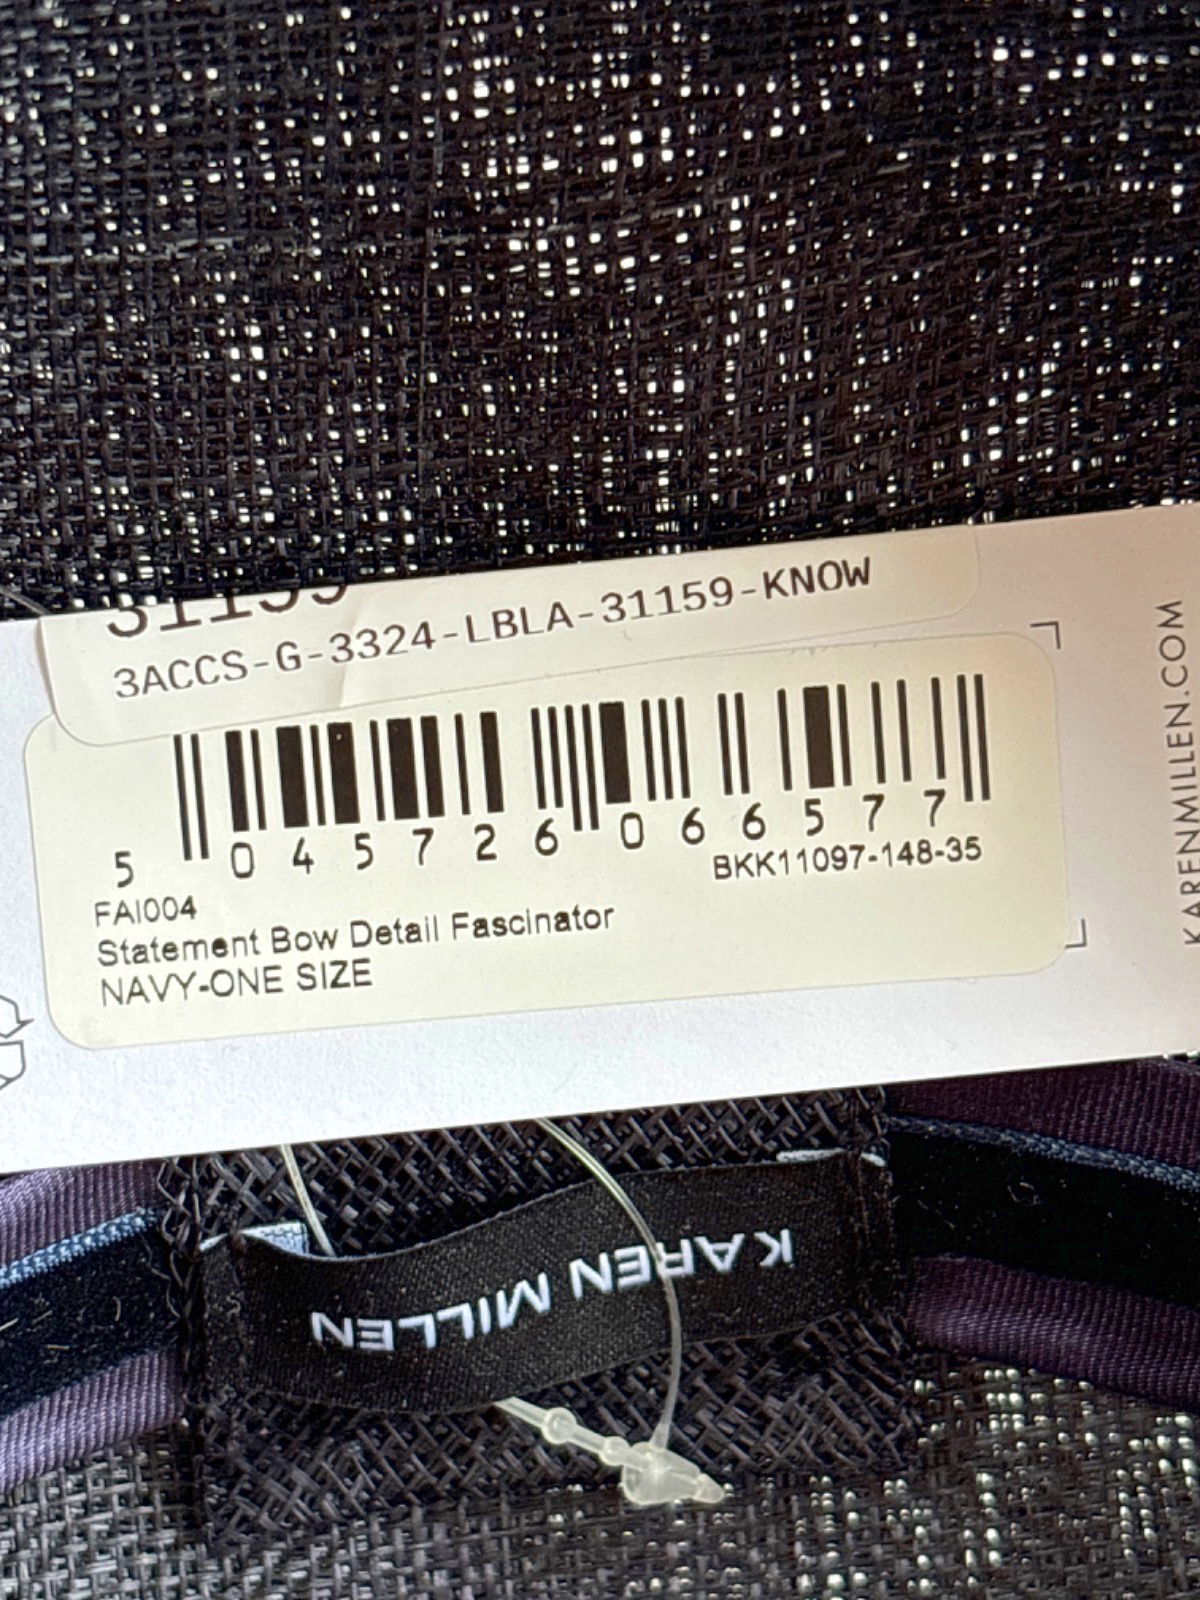 31159
3ACCS-G-3324-LBLA-31159-KNOW
5 045726 066577
BKK11097-148-35
FAI004
Statement Bow Detail Fascinator
NAVY-ONE SIZE
KARENMILLEN.COM
KAREN MILLEN